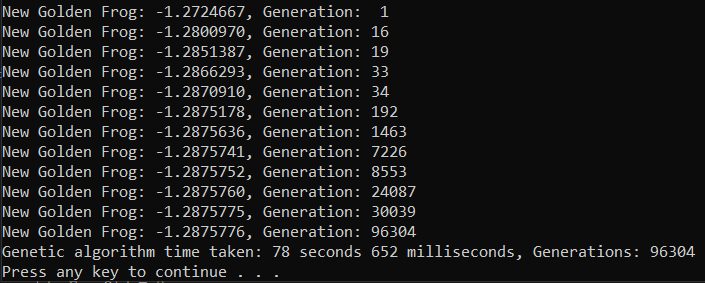 New Golden Frog: -1.2724667, Generation:  1
New Golden Frog: -1.2800970, Generation: 16
New Golden Frog: -1.2851387, Generation: 19
New Golden Frog: -1.2866293, Generation: 33
New Golden Frog: -1.2870910, Generation: 34
New Golden Frog: -1.2875178, Generation: 192
New Golden Frog: -1.2875636, Generation: 1463
New Golden Frog: -1.2875741, Generation: 7226
New Golden Frog: -1.2875752, Generation: 8553
New Golden Frog: -1.2875760, Generation: 24087
New Golden Frog: -1.2875775, Generation: 30039
New Golden Frog: -1.2875776, Generation: 96304
Genetic algorithm time taken: 78 seconds 652 milliseconds, Generations: 96304
Press any key to continue . . .